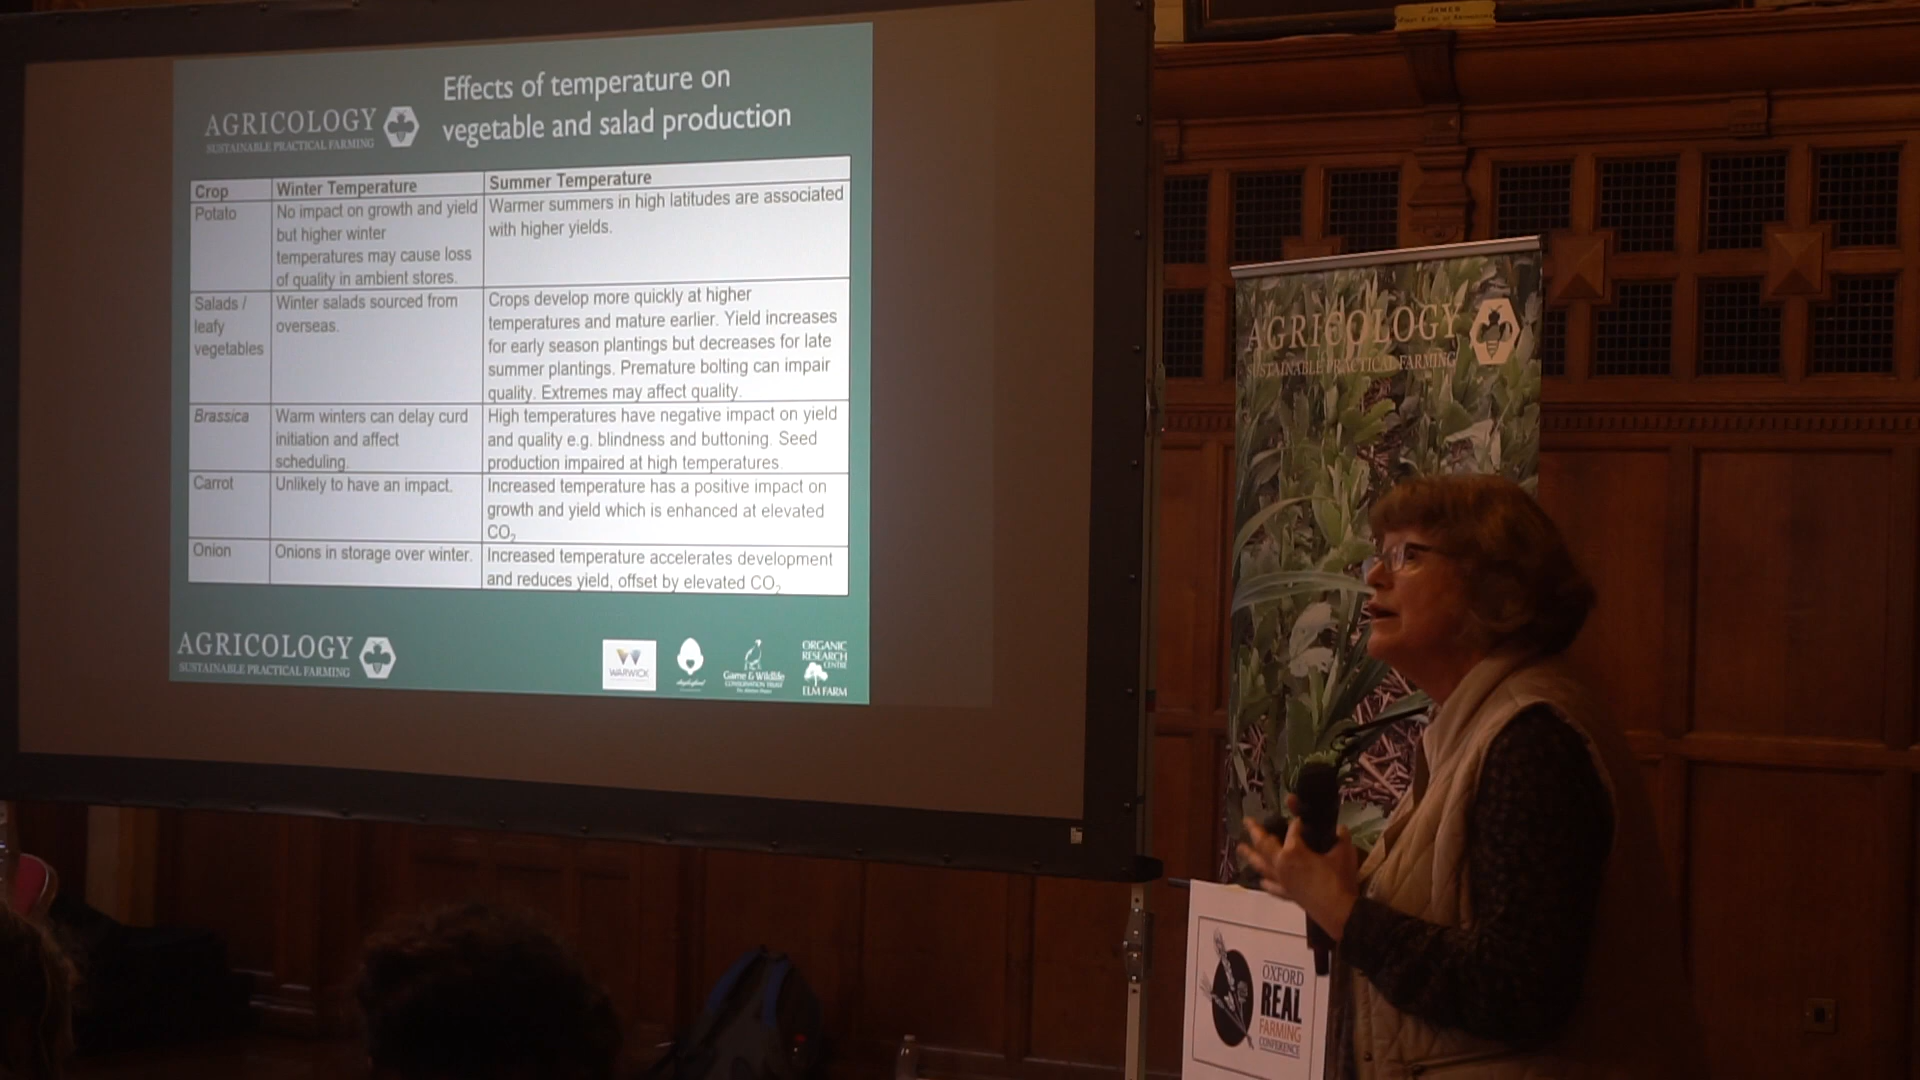 JAMES
Effects of temperature on
vegetable and salad production
AGRICOLOGY
SUSTAINABLE PRACTICAL FARMING
Crop
Winter Temperature
Summer Temperature
Potato
No impact on growth and yield
but higher winter
temperatures may cause loss
of quality in ambient stores.
Warmer summers in high latitudes are associated
with higher yields.
Salads /
leafy
vegetables
Winter salads sourced from
overseas.
Crops develop more quickly at higher
temperatures and mature earlier. Yield increases
for early season plantings but decreases for late
summer plantings. Premature bolting can impair
quality. Extremes may affect quality.
Brassica
Warm winters can delay curd
initiation and affect
scheduling.
High temperatures have negative impact on yield
and quality e.g. blindness and buttoning. Seed
production impaired at high temperatures.
Carrot
Unlikely to have an impact.
Increased temperature has a positive impact on
growth and yield which is enhanced at elevated
CO₂
Onion
Onions in storage over winter.
Increased temperature accelerates development
and reduces yield, offset by elevated CO₂
AGRICOLOGY
SUSTAINABLE PRACTICAL FARMING
WARWICK
Game & Wildlife
CONSERVATION TRUST
ORGANIC
RESEARCH
CENTRE
ELM FARM
AGRICOLOGY
SUSTAINABLE PRACTICAL FARMING
OXFORD
REAL
FARMING
CONFERENCE